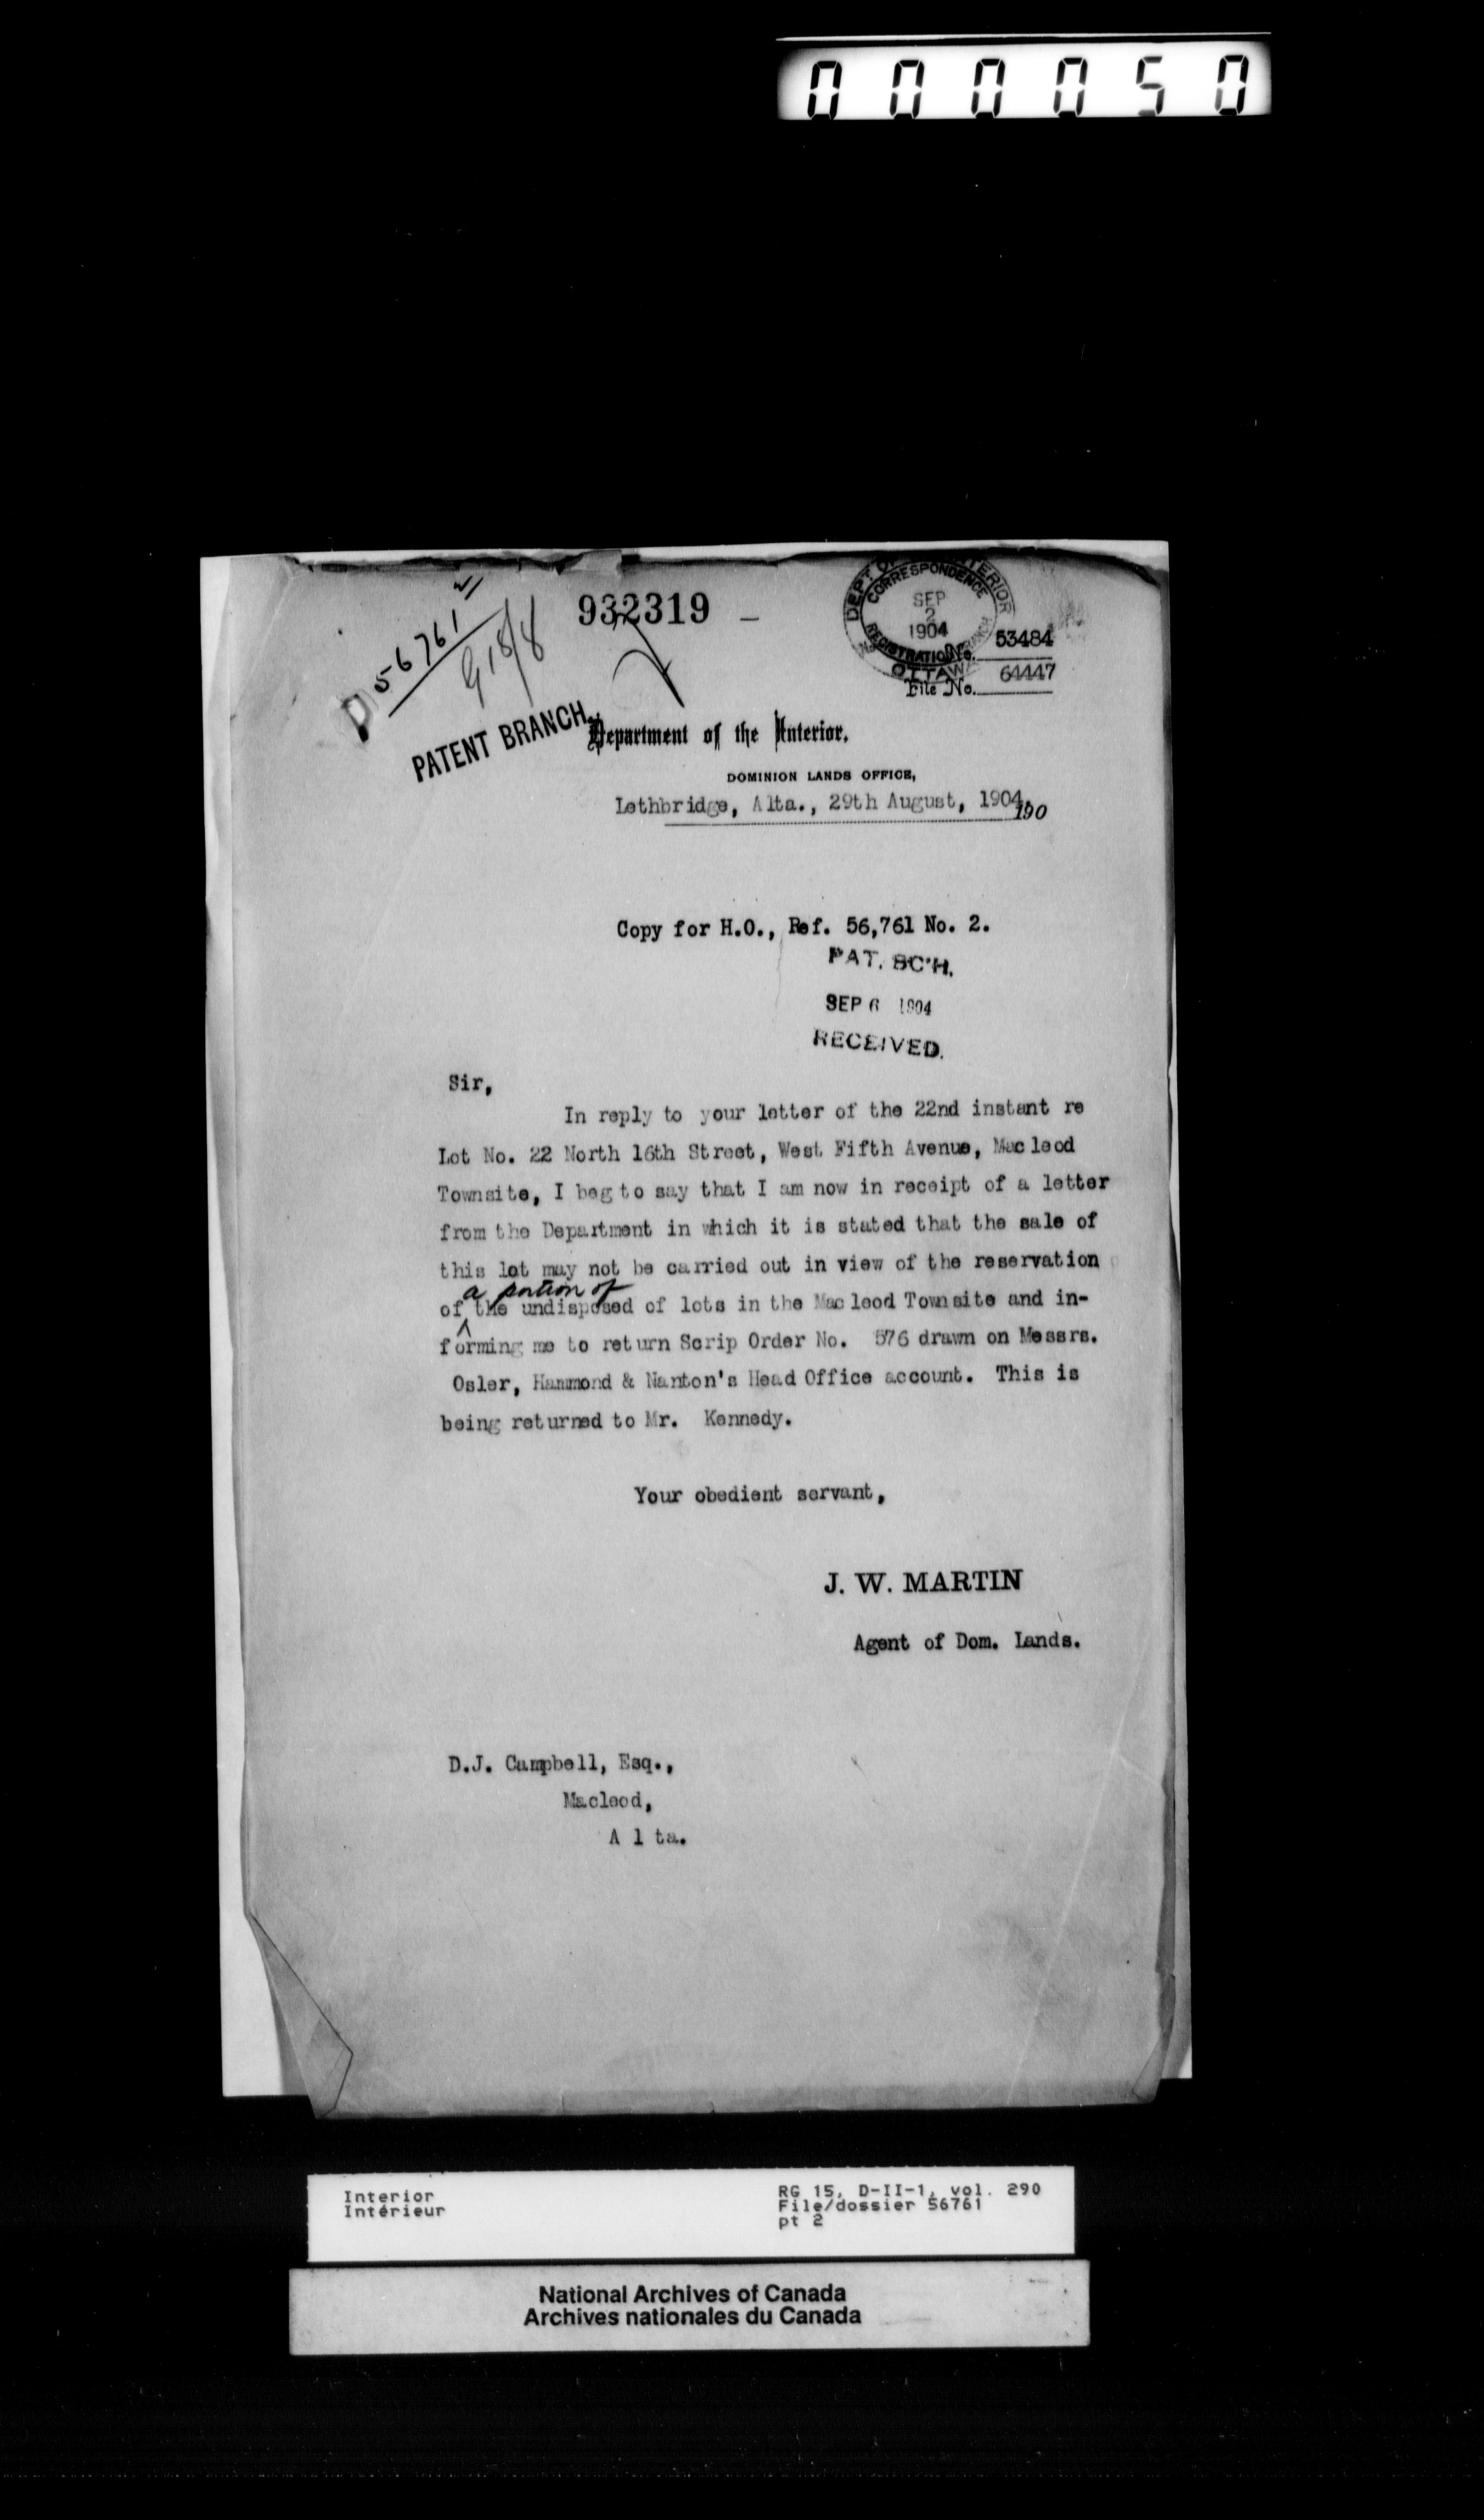 000050
932319 -
56761
918/8
PATENT BRANCH.
DEPT OF INTERIOR
CORRESPONDENCE
SEP
2
1904
REGISTRATION BRANCH
OTTAWA
No. 53484
File No. 64447
Department of the Interior.
DOMINION LANDS OFFICE,
Lethbridge, Alta., 29th August, 1904.
190
Copy for H.O., Ref. 56,761 No. 2.
PAT. BCH.
SEP 6 1904
RECEIVED.
Sir,
In reply to your letter of the 22nd instant re
Lot No. 22 North 16th Street, West Fifth Avenue, Macleod
Townsite, I beg to say that I am now in receipt of a letter
from the Department in which it is stated that the sale of
this lot may not be carried out in view of the reservation
a portion of
of the undisposed of lots in the Macleod Townsite and in-
forming me to return Scrip Order No. 576 drawn on Messrs.
Osler, Hammond & Nanton's Head Office account. This is
being returned to Mr. Kennedy.
Your obedient servant,
J. W. MARTIN
Agent of Dom. Lands.
D.J. Campbell, Esq.,
Macleod,
Alta.
Interior
Intérieur
RG 15, D-II-1, vol. 290
File/dossier 56761
pt 2
National Archives of Canada
Archives nationales du Canada